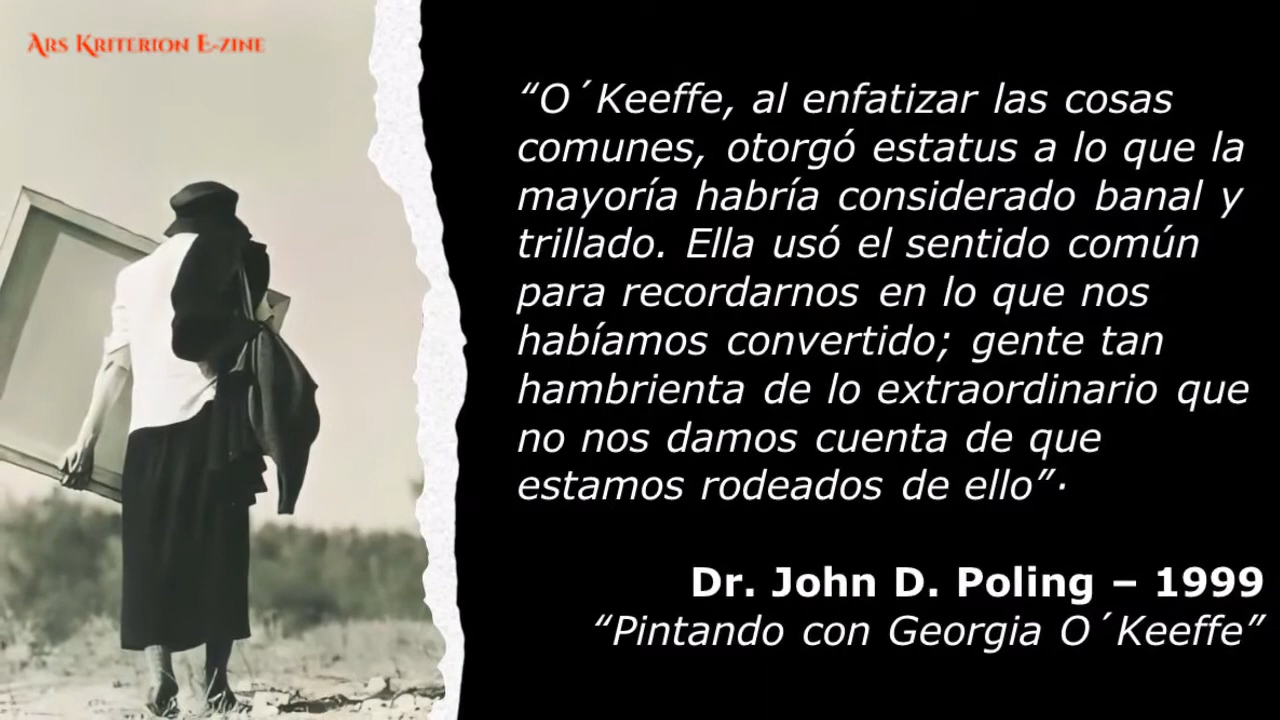 Ars Kriterion E-zine
“O´Keeffe, al enfatizar las cosas
comunes, otorgó estatus a lo que la
mayoría habría considerado banal y
trillado. Ella usó el sentido común
para recordarnos en lo que nos
habíamos convertido; gente tan
hambrienta de lo extraordinario que
no nos damos cuenta de que
estamos rodeados de ello”·
Dr. John D. Poling – 1999
“Pintando con Georgia O´Keeffe”